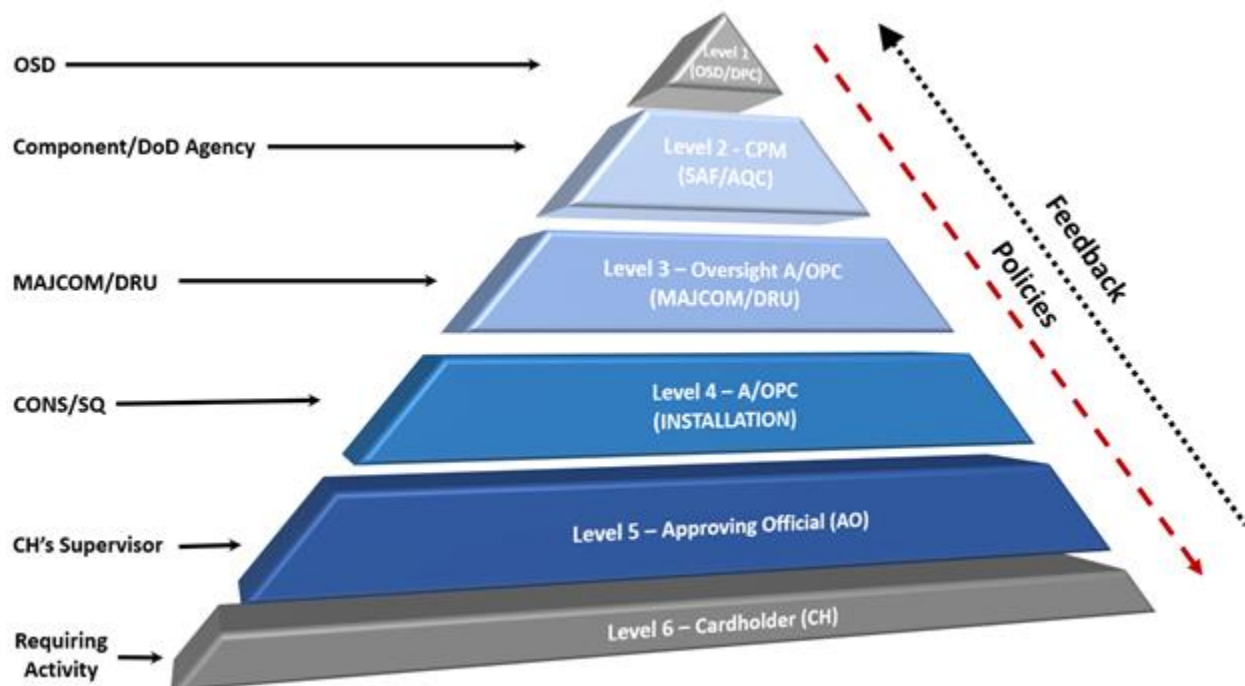 OSD
Level 1
(OSD/DPC)
Component/DoD Agency
Level 2 - CPM
(SAF/AQC)
MAJCOM/DRU
Level 3 – Oversight A/OPC
(MAJCOM/DRU)
CONS/SQ
Level 4 – A/OPC
(INSTALLATION)
CH's Supervisor
Level 5 – Approving Official (AO)
Requiring
Activity
Level 6 – Cardholder (CH)
Policies
Feedback